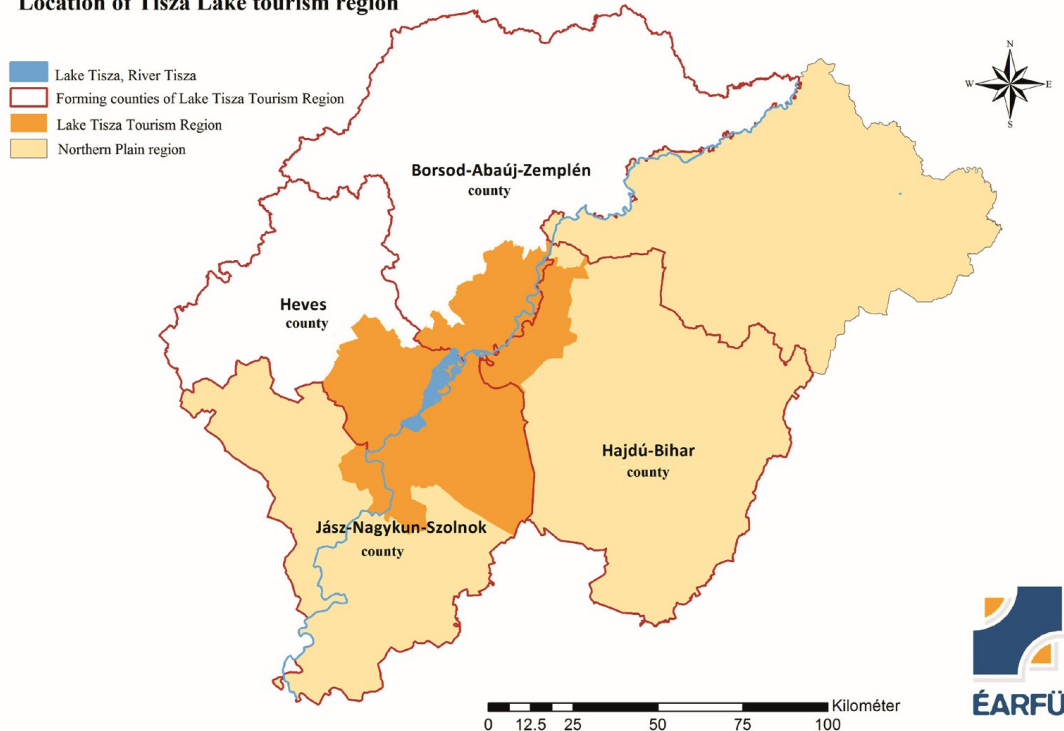 Location of Tisza Lake tourism region
Lake Tisza, River Tisza
Forming counties of Lake Tisza Tourism Region
Lake Tisza Tourism Region
Northern Plain region
N
W E
S
Borsod-Abaúj-Zemplén
county
Heves
county
Hajdú-Bihar
county
Jász-Nagykun-Szolnok
county
Kilométer
0 12.5 25 50 75 100
ÉARFÜ